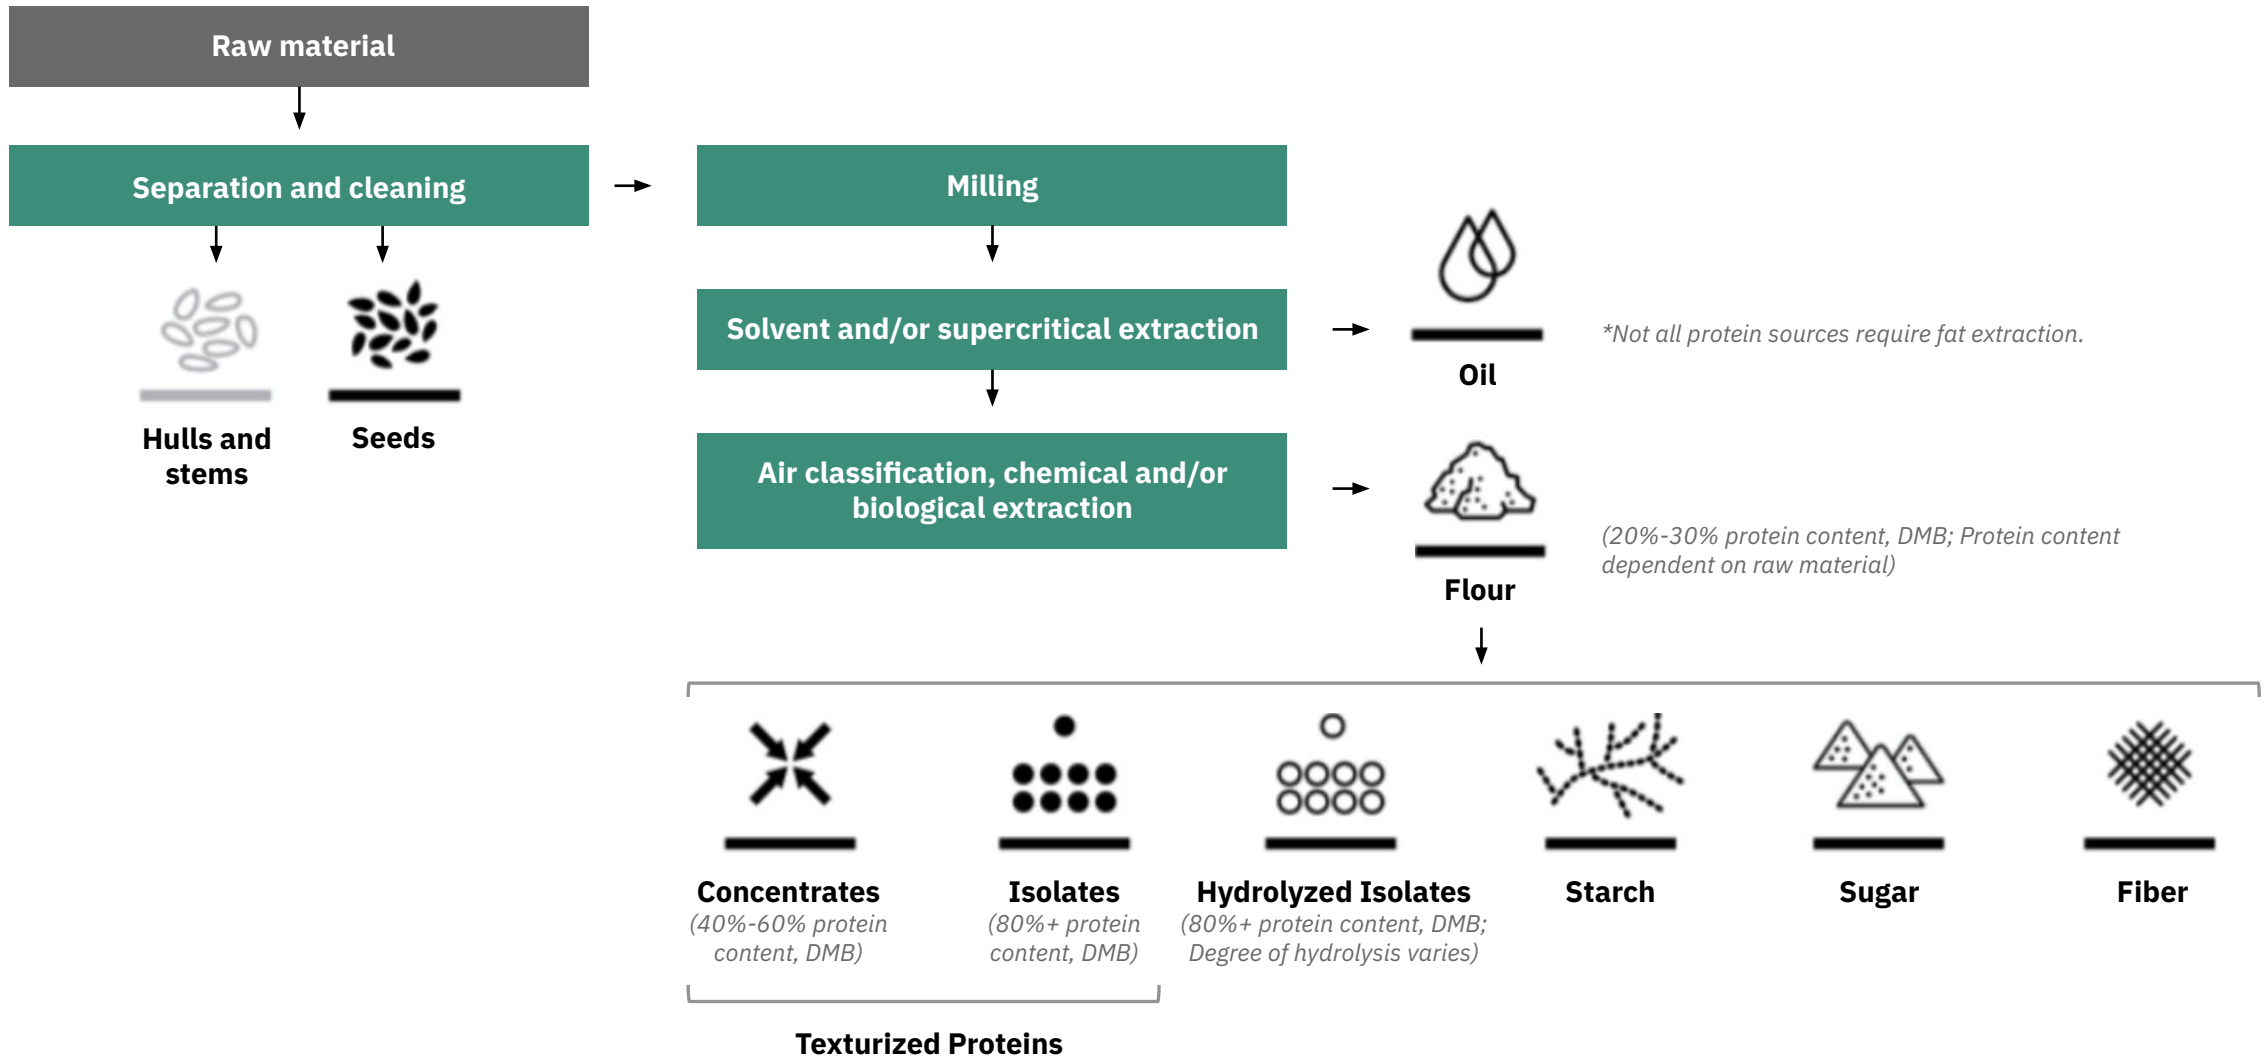 Raw material
Separation and cleaning
Milling
Solvent and/or supercritical extraction
*Not all protein sources require fat extraction.
Oil
Hulls and
stems
Seeds
Air classification, chemical and/or
biological extraction
(20%-30% protein content, DMB; Protein content
dependent on raw material)
Flour
Concentrates
(40%-60% protein
content, DMB)
Isolates
(80%+ protein
content, DMB)
Hydrolyzed Isolates
(80%+ protein content, DMB;
Degree of hydrolysis varies)
Starch
Sugar
Fiber
Texturized Proteins